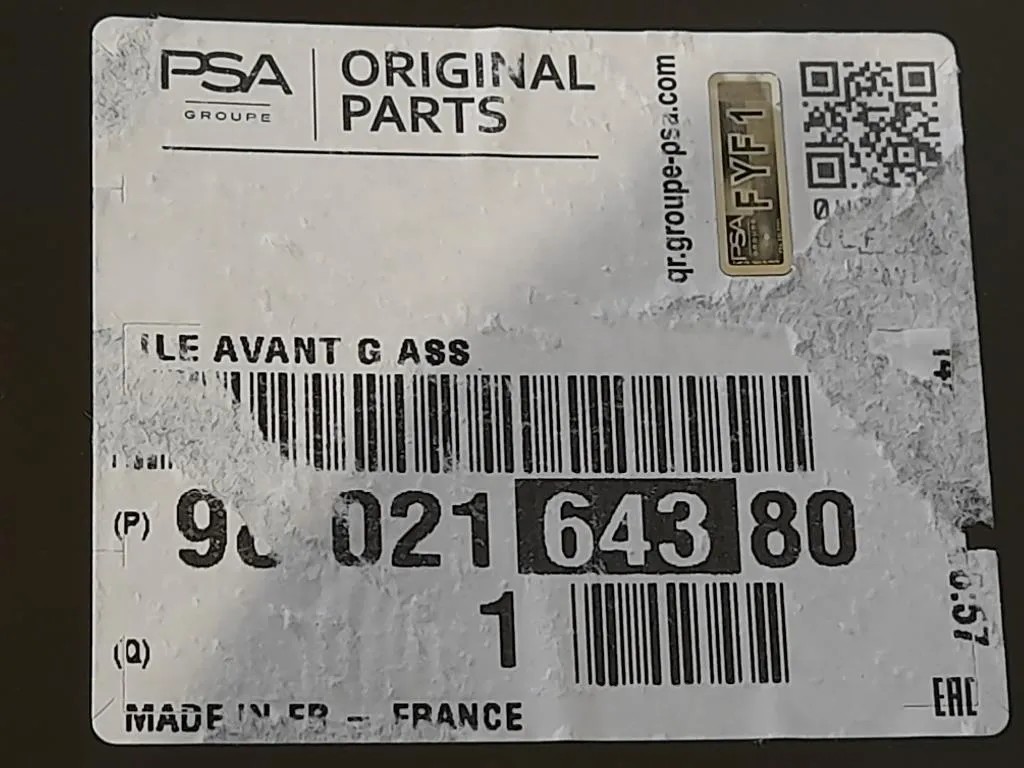 PSA
GROUPE
ORIGINAL
PARTS
qr.groupe-psa.com
PSA
FYF1
AVANT G ASS
(P)
021 643 80
1
(Q)
MADE IN FR - FRANCE
EAC